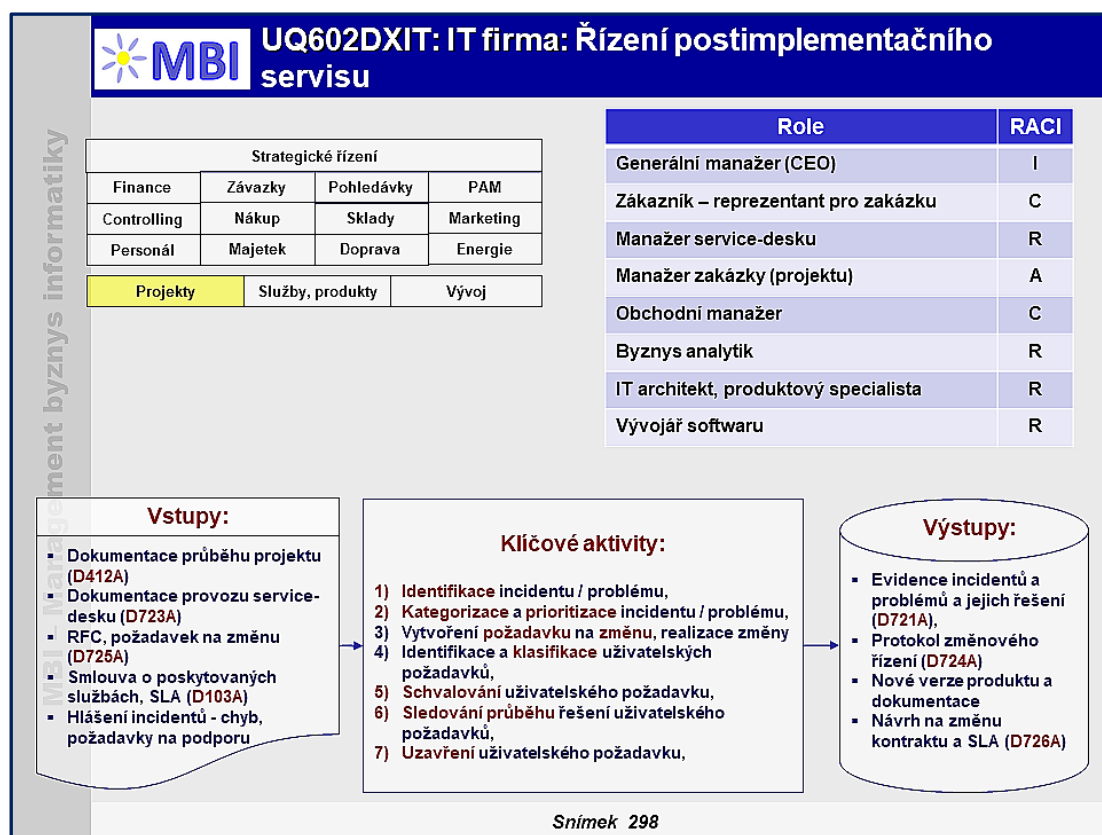 MBI
UQ602DXIT: IT firma: Řízení postimplementačního
servisu
MBI – Management byznys informatiky
Strategické řízení
Finance Závazky Pohledávky PAM
Controlling Nákup Sklady Marketing
Personál Majetek Doprava Energie
Projekty Služby, produkty Vývoj
Role RACI
Generální manažer (CEO) I
Zákazník – reprezentant pro zakázku C
Manažer service-desku R
Manažer zakázky (projektu) A
Obchodní manažer C
Byznys analytik R
IT architekt, produktový specialista R
Vývojář softwaru R
Vstupy:
▪ Dokumentace průběhu projektu
(D412A)
▪ Dokumentace provozu service-
desku (D723A)
▪ RFC, požadavek na změnu
(D725A)
▪ Smlouva o poskytovaných
službách, SLA (D103A)
▪ Hlášení incidentů - chyb,
požadavky na podporu
Klíčové aktivity:
1) Identifikace incidentu / problému,
2) Kategorizace a prioritizace incidentu / problému,
3) Vytvoření požadavku na změnu, realizace změny
4) Identifikace a klasifikace uživatelských
požadavků,
5) Schvalování uživatelského požadavku,
6) Sledování průběhu řešení uživatelského
požadavků,
7) Uzavření uživatelského požadavku,
Výstupy:
▪ Evidence incidentů a
problémů a jejich řešení
(D721A),
▪ Protokol změnového
řízení (D724A)
▪ Nové verze produktu a
dokumentace
▪ Návrh na změnu
kontraktu a SLA (D726A)
Snímek 298